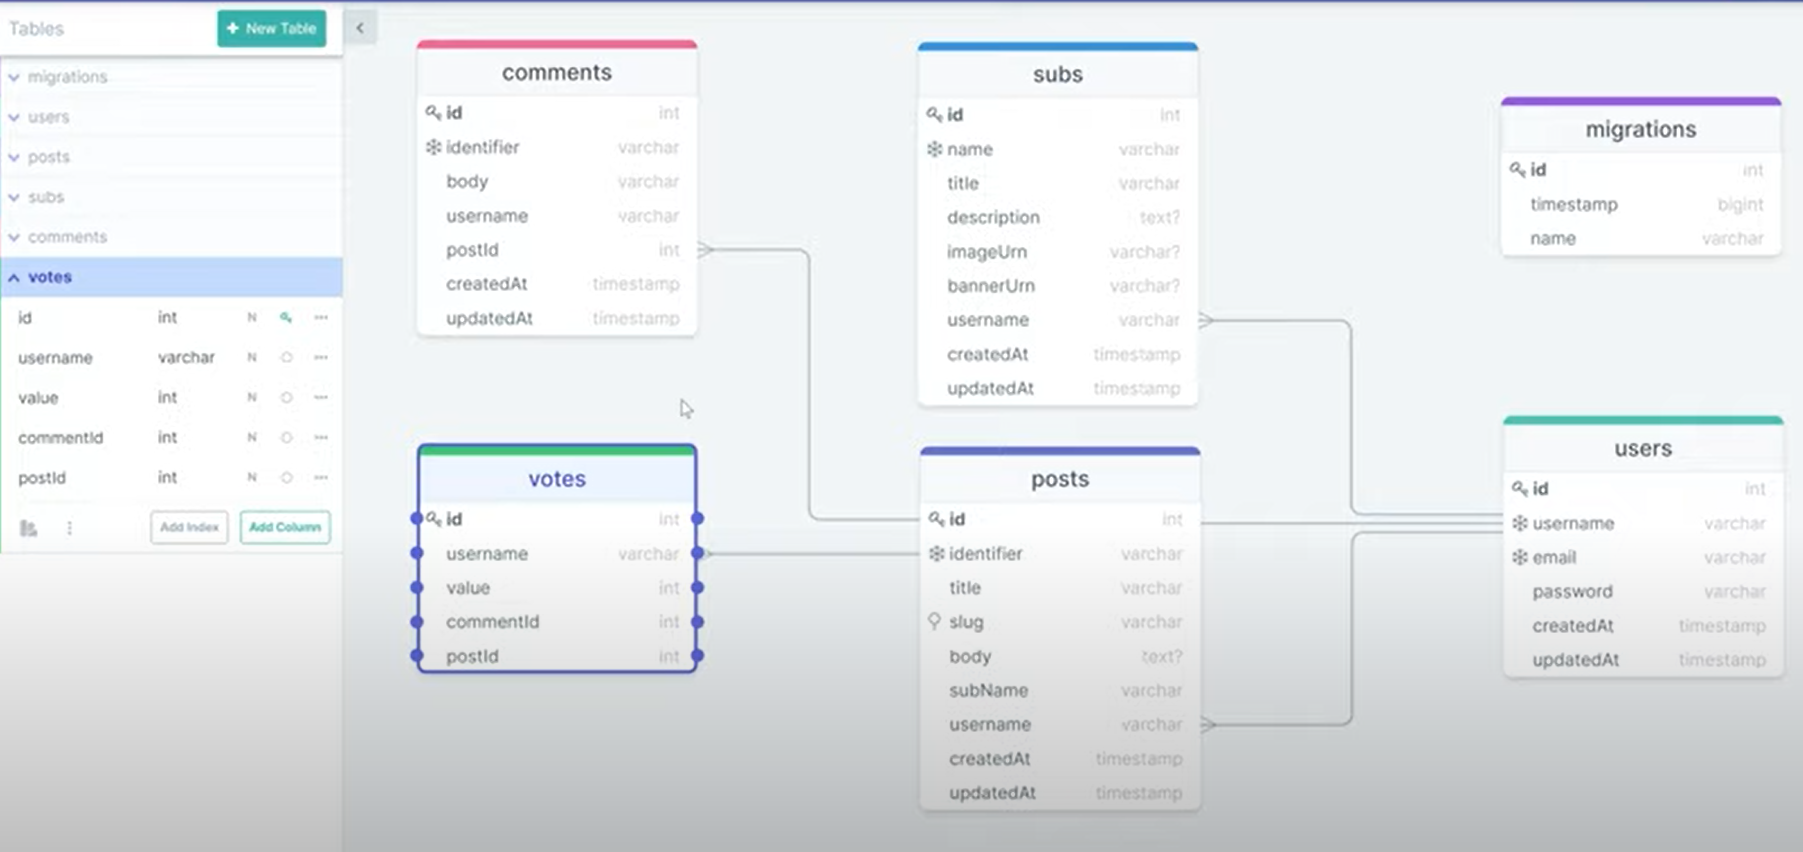 Tables
+ New Table
migrations
users
posts
subs
comments
votes
id int N
username varchar N
value int N
commentId int N
postId int N
Add Index Add Column
comments
id int
identifier varchar
body varchar
username varchar
postId int
createdAt timestamp
updatedAt timestamp
subs
id int
name varchar
title varchar
description text?
imageUrn varchar?
bannerUrn varchar?
username varchar
createdAt timestamp
updatedAt timestamp
migrations
id int
timestamp bigint
name varchar
votes
id int
username varchar
value int
commentId int
postId int
posts
id int
identifier varchar
title varchar
slug varchar
body text?
subName varchar
username varchar
createdAt timestamp
updatedAt timestamp
users
id int
username varchar
email varchar
password varchar
createdAt timestamp
updatedAt timestamp